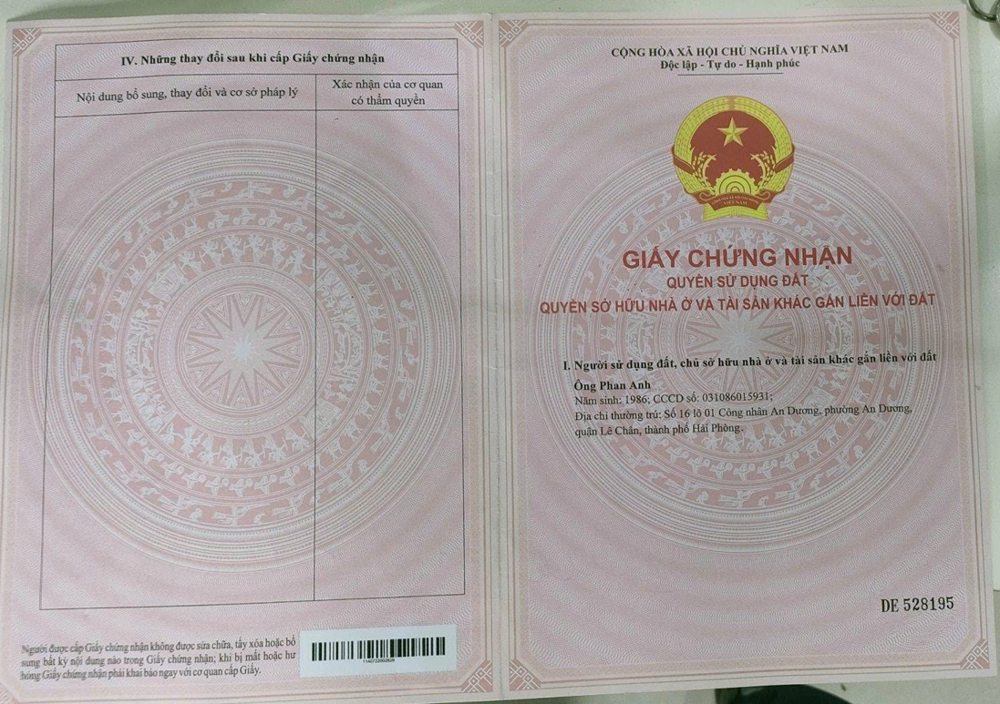 IV. Những thay đổi sau khi cấp Giấy chứng nhận
Nội dung bổ sung, thay đổi và cơ sở pháp lý
Xác nhận của cơ quan
có thẩm quyền
Người được cấp Giấy chứng nhận không được sửa chữa, tẩy xóa hoặc bổ
sung bất kỳ nội dung nào trong Giấy chứng nhận; khi bị mất hoặc hư
hỏng Giấy chứng nhận phải khai báo ngay với cơ quan cấp Giấy.
CỘNG HÒA XÃ HỘI CHỦ NGHĨA VIỆT NAM
Độc lập - Tự do - Hạnh phúc
GIẤY CHỨNG NHẬN
QUYỀN SỬ DỤNG ĐẤT
QUYỀN SỞ HỮU NHÀ Ở VÀ TÀI SẢN KHÁC GẮN LIỀN VỚI ĐẤT
I. Người sử dụng đất, chủ sở hữu nhà ở và tài sản khác gắn liền với đất
Ông Phan Anh
Năm sinh: 1986; CCCD số: 031086015931;
Địa chỉ thường trú: Số 16 lô 01 Công nhân An Dương, phường An Dương,
quận Lê Chân, thành phố Hải Phòng.
DE 528195